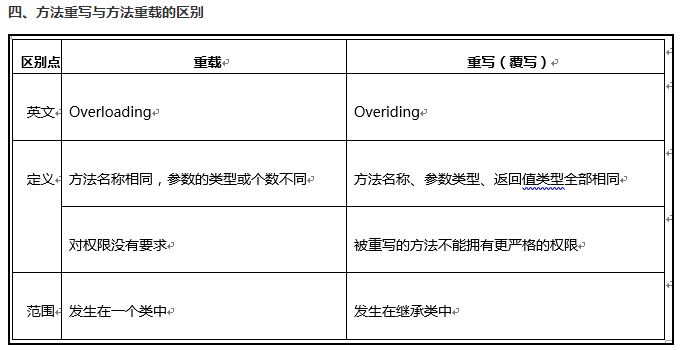 四、方法重写与方法重载的区别
区别点 重载 重写（覆写）
英文 Overloading Overiding
定义 方法名称相同，参数的类型或个数不同 方法名称、参数类型、返回值类型全部相同
对权限没有要求 被重写的方法不能拥有更严格的权限
范围 发生在一个类中 发生在继承类中